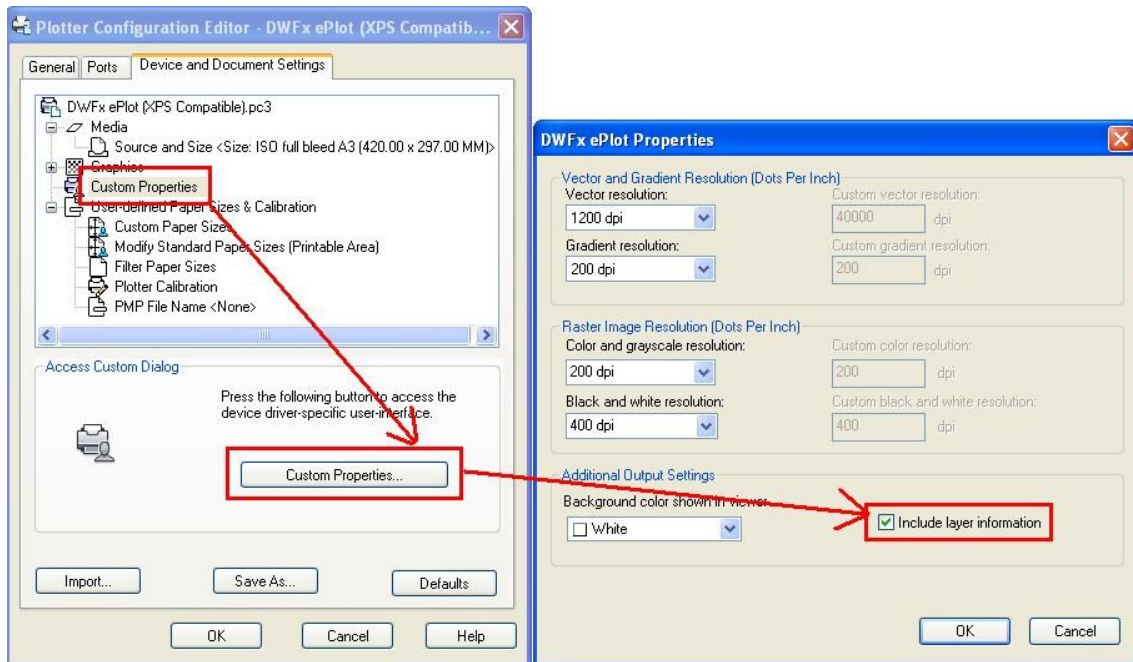 Plotter Configuration Editor - DWFx ePlot (XPS Compatib...
General Ports Device and Document Settings
DWFx ePlot (XPS Compatible).pc3
Media
Source and Size <Size: ISO full bleed A3 (420.00 x 297.00 MM)>
Graphics
Custom Properties
User-defined Paper Sizes & Calibration
Custom Paper Sizes
Modify Standard Paper Sizes (Printable Area)
Filter Paper Sizes
Plotter Calibration
PMP File Name <None>
Access Custom Dialog
Press the following button to access the
device driver-specific user-interface.
Custom Properties...
Import... Save As... Defaults
OK Cancel Help
DWFx ePlot Properties
Vector and Gradient Resolution (Dots Per Inch)
Vector resolution: Custom vector resolution:
1200 dpi 40000 dpi
Gradient resolution: Custom gradient resolution:
200 dpi 200 dpi
Raster Image Resolution (Dots Per Inch)
Color and grayscale resolution: Custom color resolution:
200 dpi 200 dpi
Black and white resolution: Custom black and white resolution:
400 dpi 400 dpi
Additional Output Settings
Background color shown in viewer
White Include layer information
OK Cancel